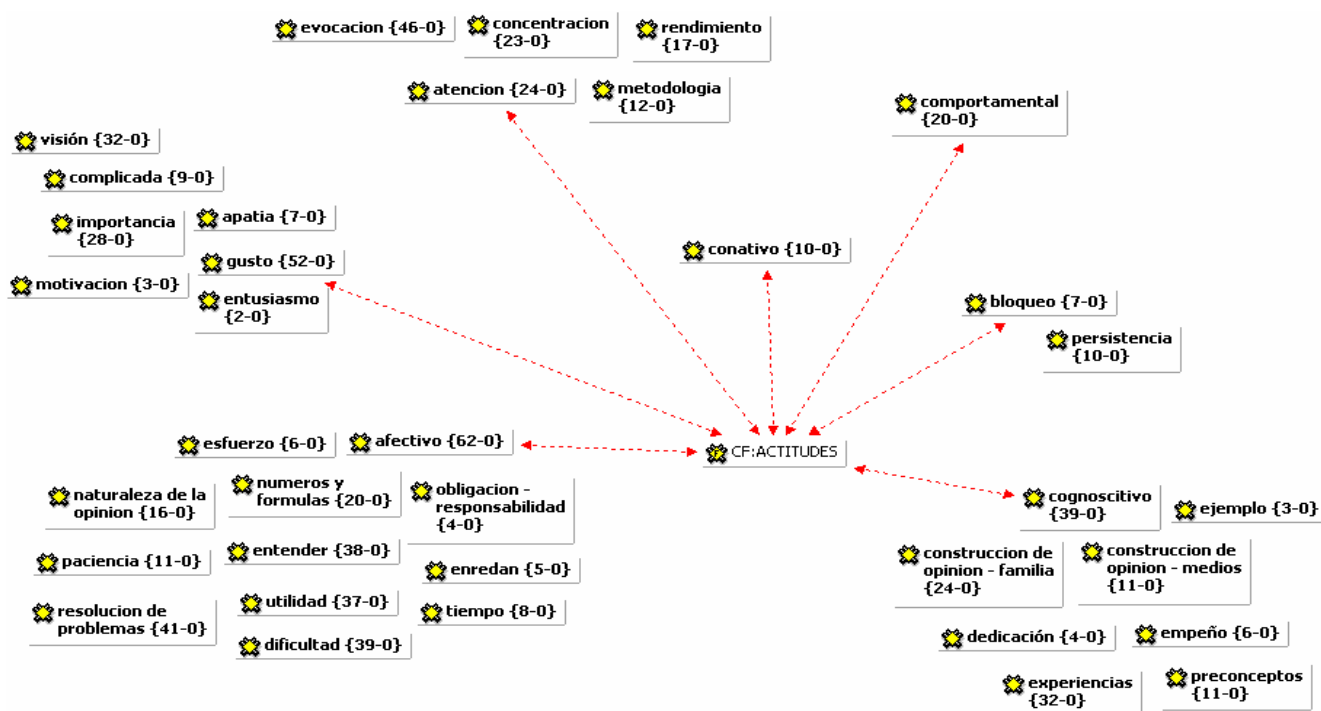 evocacion {46-0}
concentracion
{23-0}
rendimiento
{17-0}
atencion {24-0}
metodologia
{12-0}
comportamental
{20-0}
visión {32-0}
complicada {9-0}
importancia
{28-0}
apatia {7-0}
gusto {52-0}
motivacion {3-0}
entusiasmo
{2-0}
conativo {10-0}
bloqueo {7-0}
persistencia
{10-0}
esfuerzo {6-0}
afectivo {62-0}
CF:ACTITUDES
naturaleza de la
opinion {16-0}
numeros y
formulas {20-0}
obligacion -
responsabilidad
{4-0}
cognoscitivo
{39-0}
ejemplo {3-0}
paciencia {11-0}
entender {38-0}
enredan {5-0}
construccion de
opinion - familia
{24-0}
construccion de
opinion - medios
{11-0}
resolucion de
problemas {41-0}
utilidad {37-0}
tiempo {8-0}
dificultad {39-0}
dedicación {4-0}
empeño {6-0}
experiencias
{32-0}
preconceptos
{11-0}